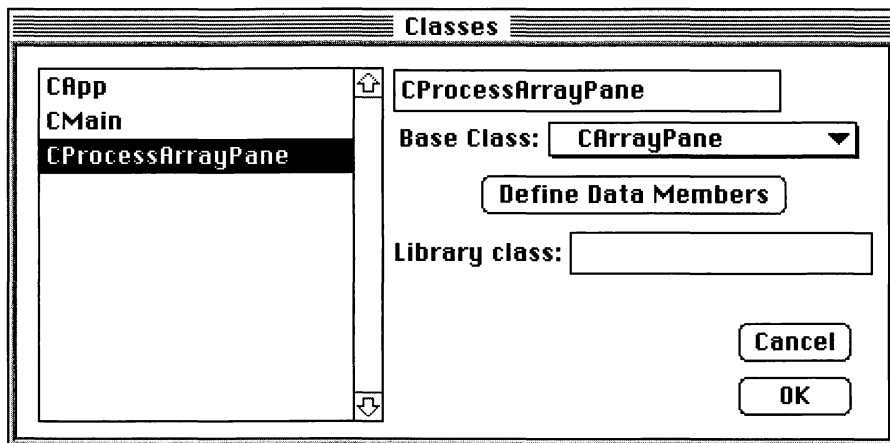 Classes
CApp
CMain
CProcessArrayPane
CProcessArrayPane
Base Class: CArrayPane
Define Data Members
Library class:
Cancel
OK